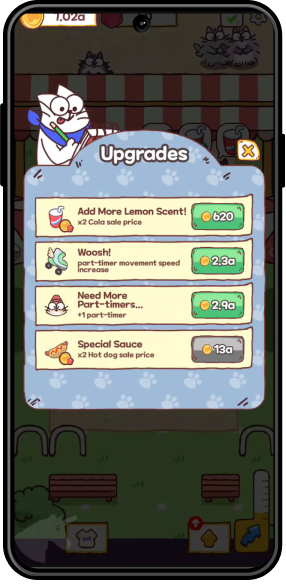 1,02a
Upgrades
Add More Lemon Scent!
x2 Cola sale price
620
Woosh!
part-timer movement speed
increase
2,3a
Need More
Part-timers...
+1 part-timer
2,9a
Special Sauce
x2 Hot dog sale price
13a